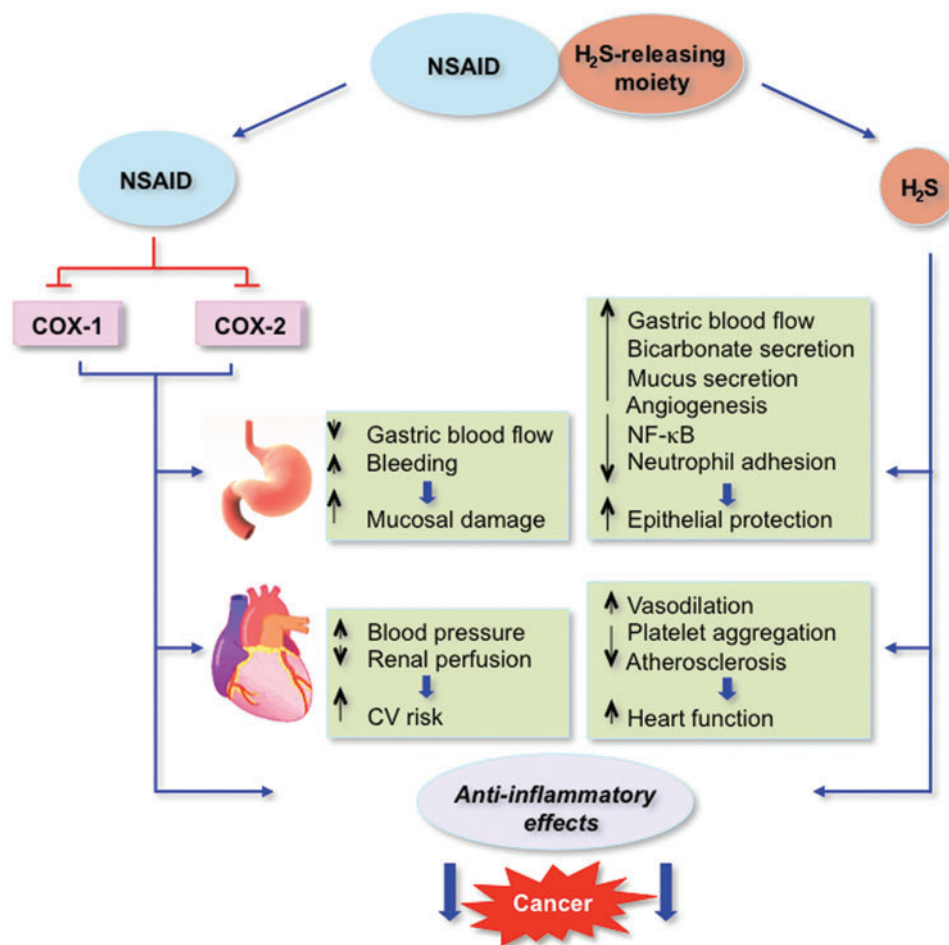 NSAID
H₂S-releasing
moiety
NSAID
H₂S
COX-1
COX-2
Gastric blood flow
Bleeding
Mucosal damage
Gastric blood flow
Bicarbonate secretion
Mucus secretion
Angiogenesis
NF-κB
Neutrophil adhesion
Epithelial protection
Blood pressure
Renal perfusion
CV risk
Vasodilation
Platelet aggregation
Atherosclerosis
Heart function
Anti-inflammatory
effects
Cancer